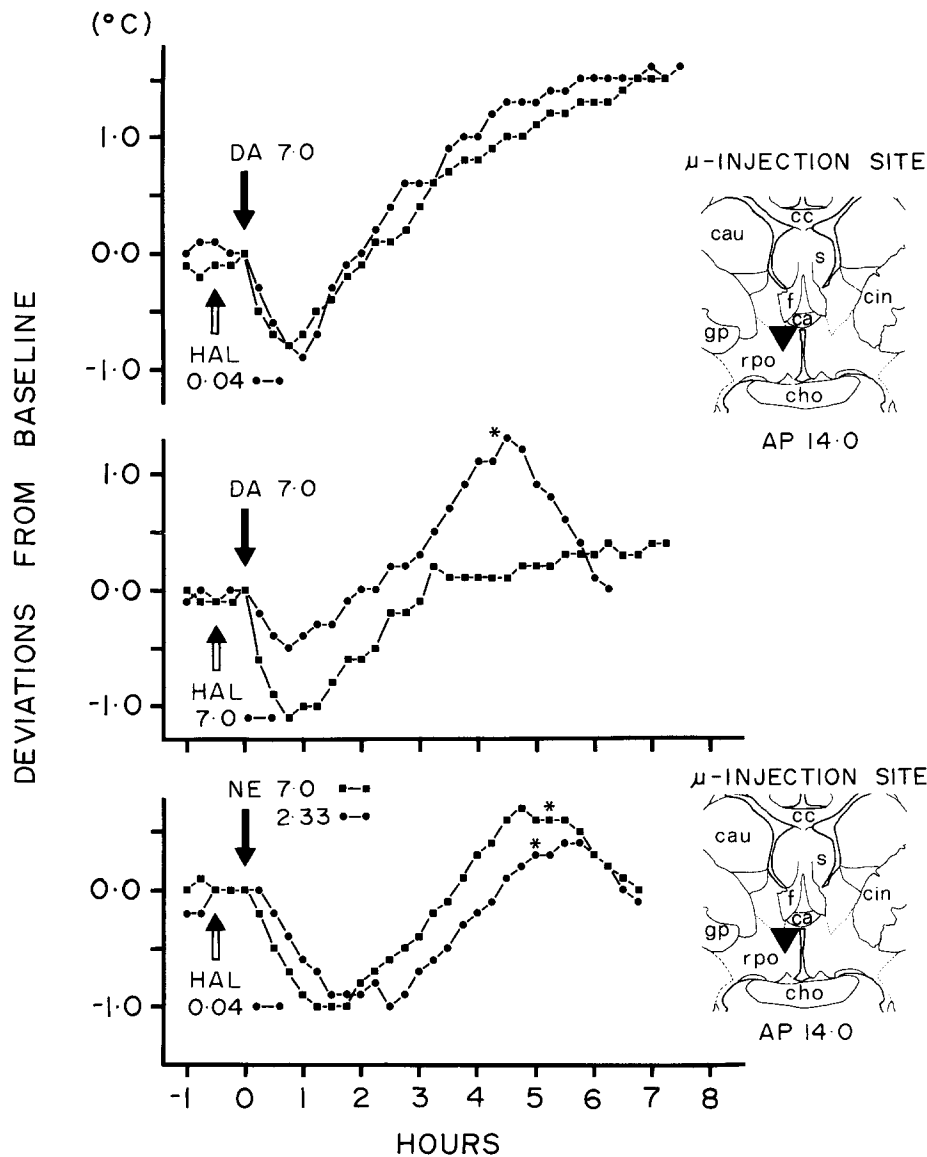 (°C)
DEVIATIONS FROM BASELINE
1·0
0·0
-1·0
DA 7·0
HAL
0·04
μ-INJECTION SITE
cc
cau
s
f
cin
ca
gp
rpo
cho
AP 14·0
1·0
0·0
-1·0
DA 7·0
HAL
7·0
*
NE 7·0
2·33
0·0
-1·0
HAL
0·04
*
*
μ-INJECTION SITE
cc
cau
s
f
cin
ca
gp
rpo
cho
AP 14·0
-1 0 1 2 3 4 5 6 7 8
HOURS